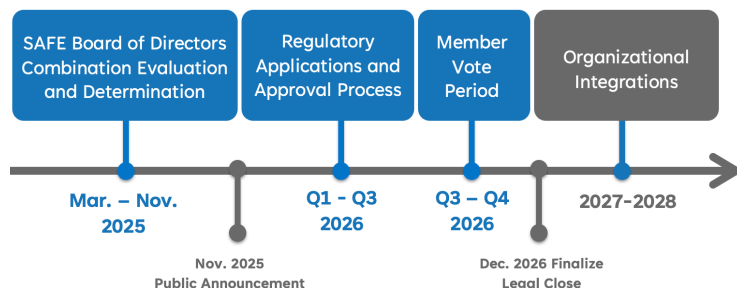 SAFE Board of Directors
Combination Evaluation
and Determination
Regulatory
Applications and
Approval Process
Member
Vote
Period
Organizational
Integrations
Mar. – Nov.
2025
Q1 - Q3
2026
Q3 – Q4
2026
2027-2028
Nov. 2025
Public Announcement
Dec. 2026 Finalize
Legal Close